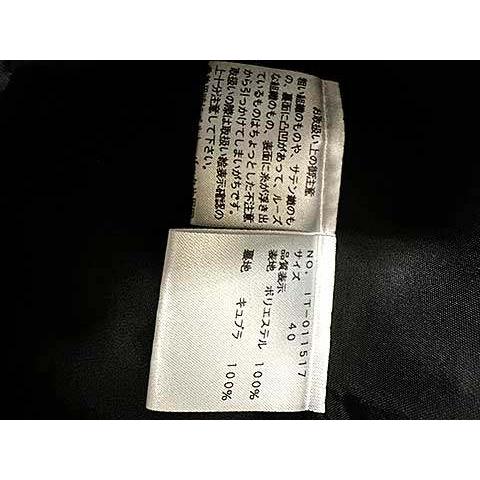 お取扱い上の御注意
粗い組織のものや、サテン織のも
の、裏面に凸凹があって、ルーズ
な組織のもの、表面に糸が浮き出
ているものはちょっとした不注意
から引っかけてしまいがちです。
取扱いの際は取扱い絵表示確認の
上十分注意して下さい。
NO. IT-011517
サイズ 40
品質表示
表地 ポリエステル 100%
裏地 キュプラ 100%